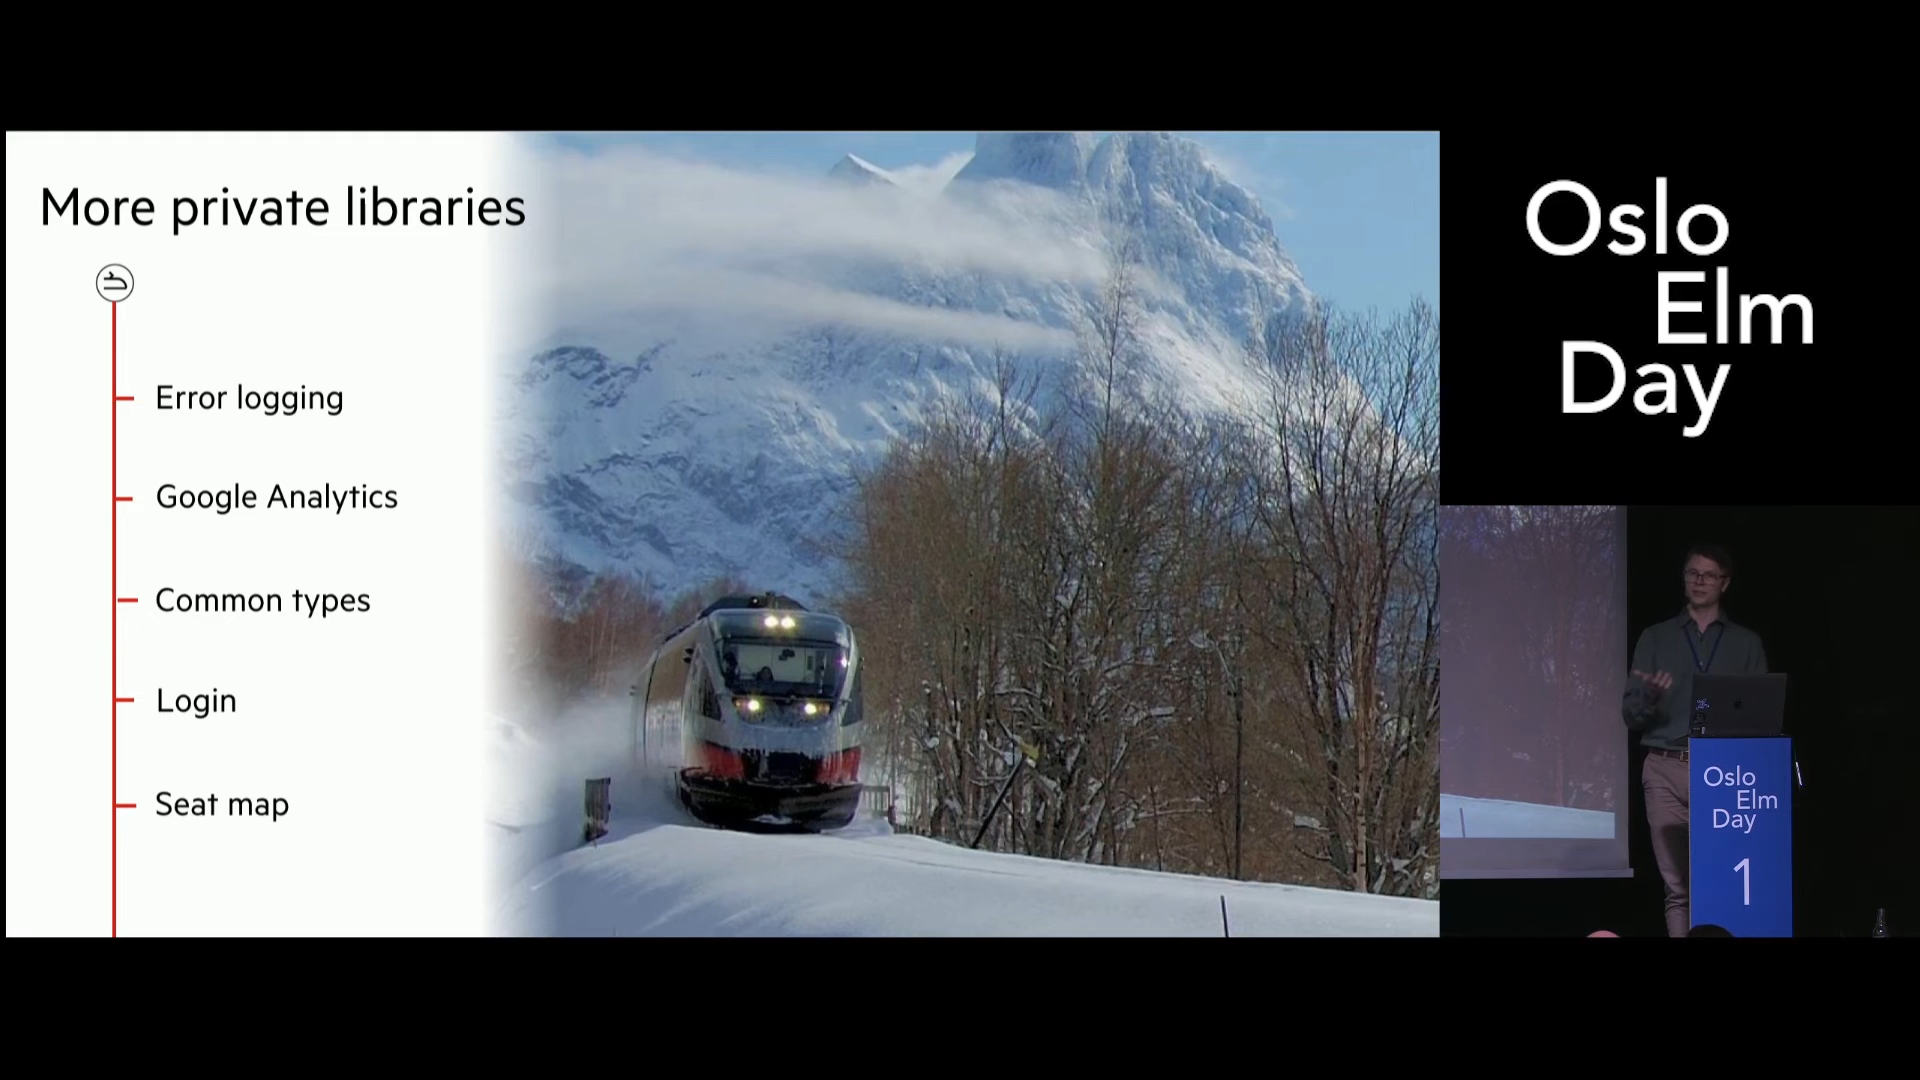 More private libraries
Error logging
Google Analytics
Common types
Login
Seat map
Oslo
Elm
Day
Oslo
Elm
Day
1